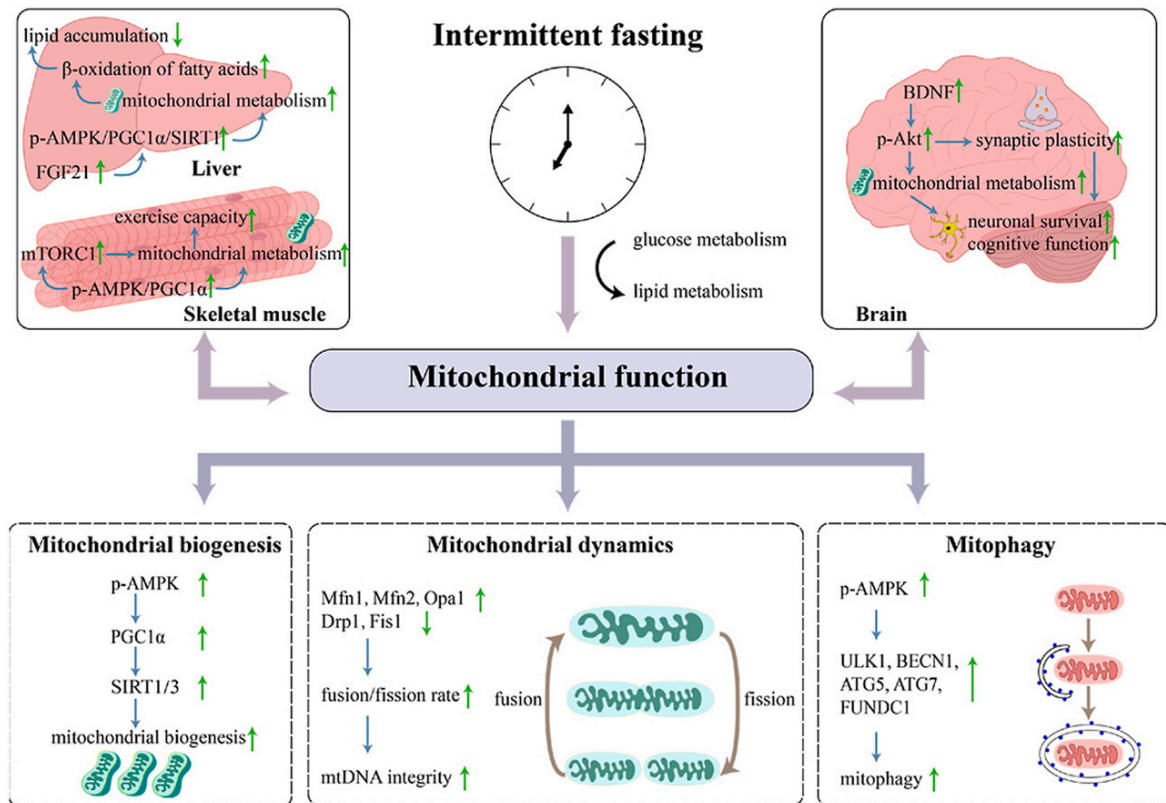 lipid accumulation
β-oxidation of fatty acids
mitochondrial metabolism
p-AMPK/PGC1α/SIRT1
Liver
FGF21
exercise capacity
mTORC1
mitochondrial metabolism
p-AMPK/PGC1α
Skeletal muscle
Intermittent fasting
glucose metabolism
lipid metabolism
BDNF
p-Akt
synaptic plasticity
mitochondrial metabolism
neuronal survival
cognitive function
Brain
Mitochondrial function
Mitochondrial biogenesis
p-AMPK
PGC1α
SIRT1/3
mitochondrial biogenesis
Mitochondrial dynamics
Mfn1, Mfn2, Opa1
Drp1, Fis1
fusion/fission rate
mtDNA integrity
fusion
fission
Mitophagy
p-AMPK
ULK1, BECN1,
ATG5, ATG7,
FUNDC1
mitophagy